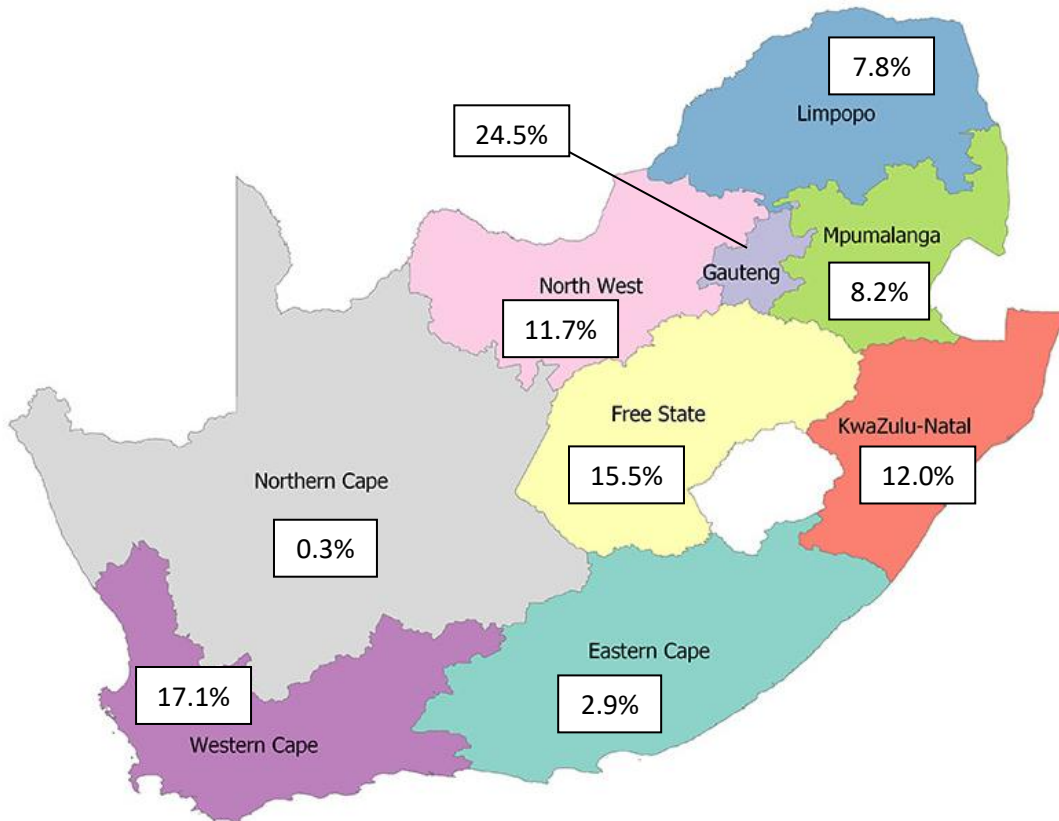 7.8%
Limpopo
24.5%
Mpumalanga
Gauteng
8.2%
North West
11.7%
Free State
KwaZulu-Natal
15.5%
12.0%
Northern Cape
0.3%
Eastern Cape
2.9%
17.1%
Western Cape